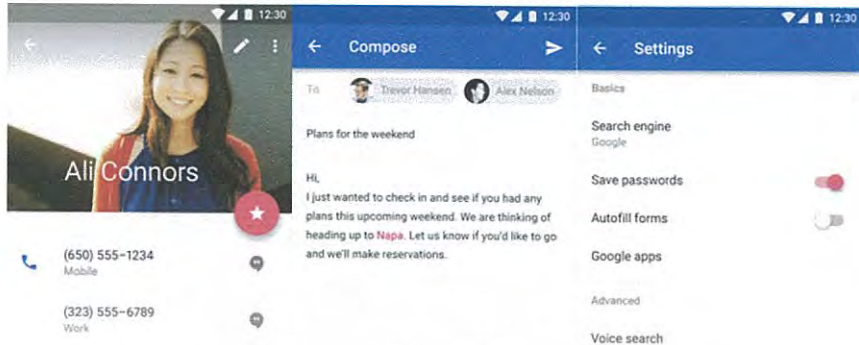 12:30
Ali Connors
(650) 555-1234
Mobile
(323) 555-6789
Work
12:30
Compose
To Trevor Hansen Alex Nelson
Plans for the weekend
Hi,
I just wanted to check in and see if you had any
plans this upcoming weekend. We are thinking of
heading up to Napa. Let us know if you'd like to go
and we'll make reservations.
12:30
Settings
Basics
Search engine
Google
Save passwords
Autofill forms
Google apps
Advanced
Voice search